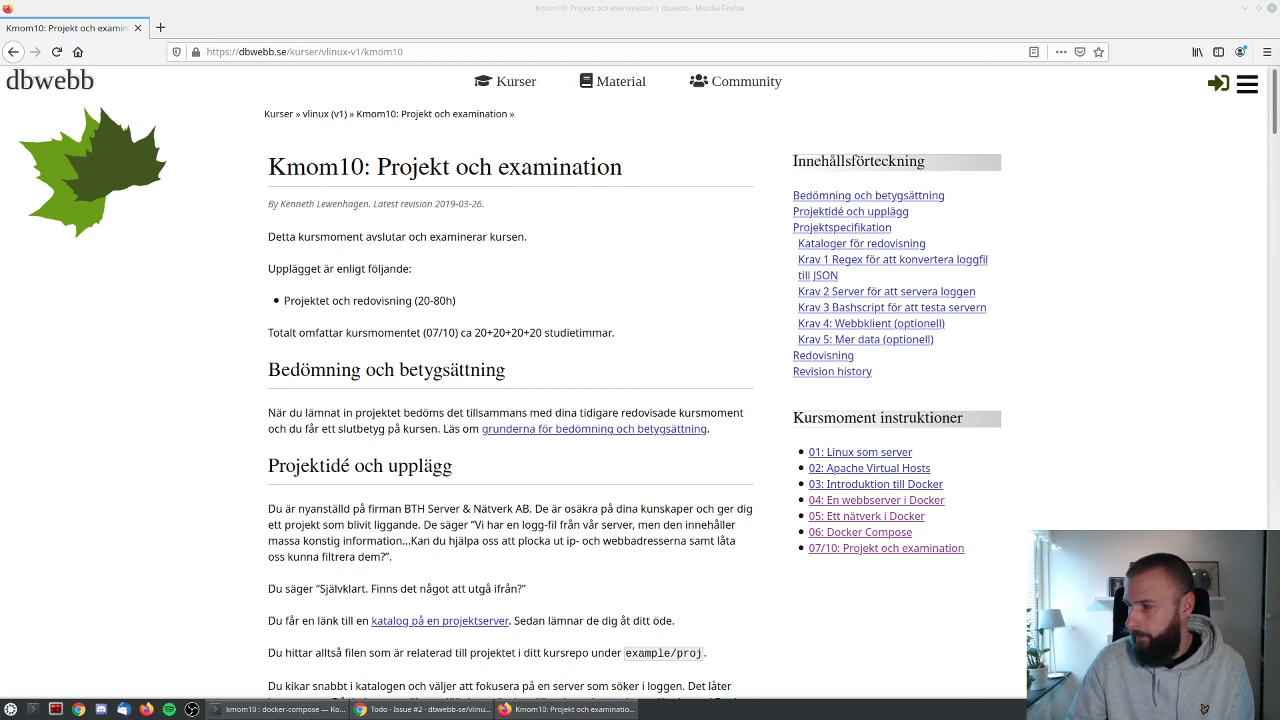 Kmom10: Projekt och examination | dbwebb - Mozilla Firefox
Kmom10: Projekt och examin
https://dbwebb.se/kurser/vlinux-v1/kmom10
dbwebb
Kurser
Material
Community
Kurser » vlinux (v1) » Kmom10: Projekt och examination »
Kmom10: Projekt och examination
By Kenneth Lewenhagen. Latest revision 2019-03-26.
Detta kursmoment avslutar och examinerar kursen.
Upplägget är enligt följande:
Projektet och redovisning (20-80h)
Totalt omfattar kursmomentet (07/10) ca 20+20+20+20 studietimmar.
Bedömning och betygsättning
När du lämnat in projektet bedöms det tillsammans med dina tidigare redovisade kursmoment
och du får ett slutbetyg på kursen. Läs om grunderna för bedömning och betygsättning.
Projektidé och upplägg
Du är nyanställd på firman BTH Server & Nätverk AB. De är osäkra på dina kunskaper och ger dig
ett projekt som blivit liggande. De säger “Vi har en logg-fil från vår server, men den innehåller
massa konstig information...Kan du hjälpa oss att plocka ut ip- och webbadresserna samt låta
oss kunna filtrera dem?”.
Du säger “Självklart. Finns det något att utgå ifrån?”
Du får en länk till en katalog på en projektserver. Sedan lämnar de dig åt ditt öde.
Du hittar alltså filen som är relaterad till projektet i ditt kursrepo under example/proj.
Du kikar snabbt i katalogen och väljer att fokusera på en server som söker i loggen. Det låter
Innehållsförteckning
Bedömning och betygsättning
Projektidé och upplägg
Projektspecifikation
Kataloger för redovisning
Krav 1 Regex för att konvertera loggfil
till JSON
Krav 2 Server för att servera loggen
Krav 3 Bashscript för att testa servern
Krav 4: Webbklient (optionell)
Krav 5: Mer data (optionell)
Redovisning
Revision history
Kursmoment instruktioner
01: Linux som server
02: Apache Virtual Hosts
03: Introduktion till Docker
04: En webbserver i Docker
05: Ett nätverk i Docker
06: Docker Compose
07/10: Projekt och examination
kmom10 : docker-compose — Ko...
Todo · Issue #2 · dbwebb-se/vlinu...
Kmom10: Projekt och examinatio...